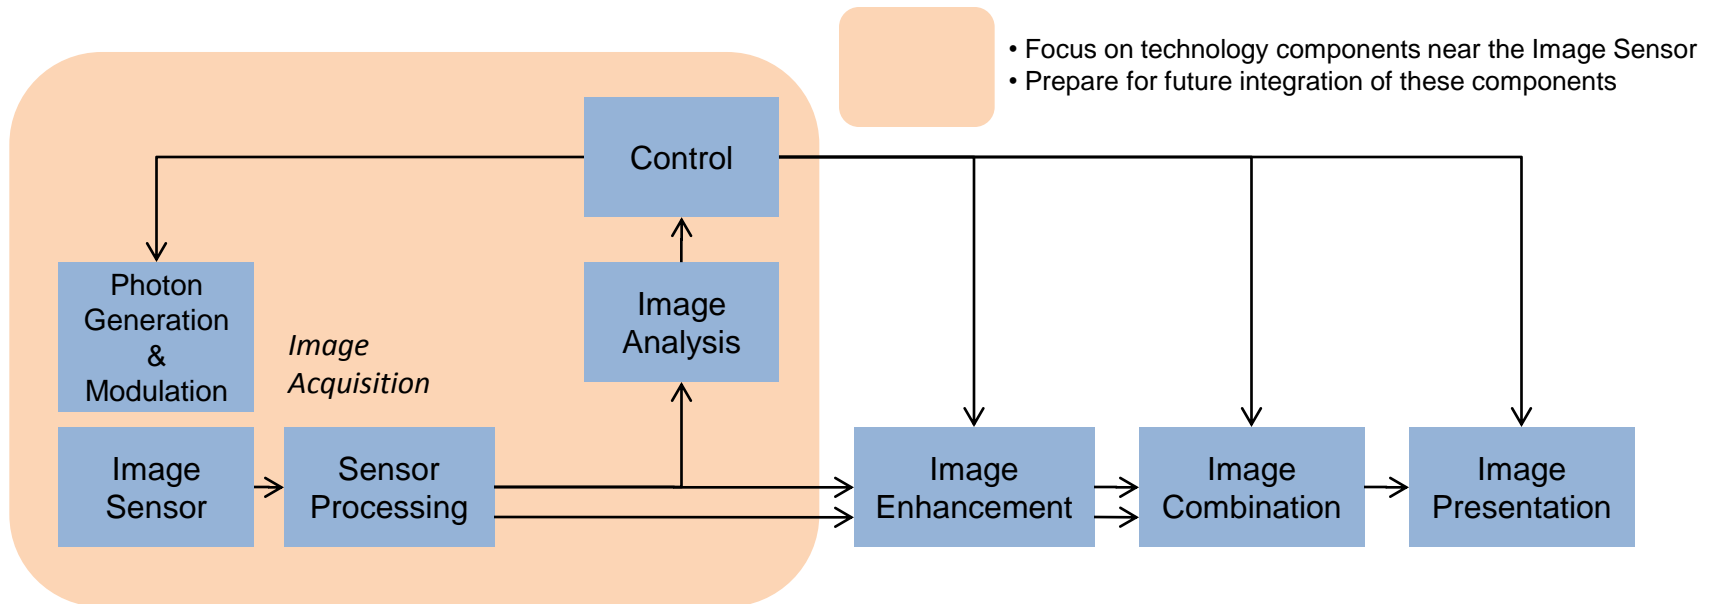 • Focus on technology components near the Image Sensor
• Prepare for future integration of these components
Control
Photon
Generation
&
Modulation
Image
Acquisition
Image
Analysis
Image
Sensor
Sensor
Processing
Image
Enhancement
Image
Combination
Image
Presentation